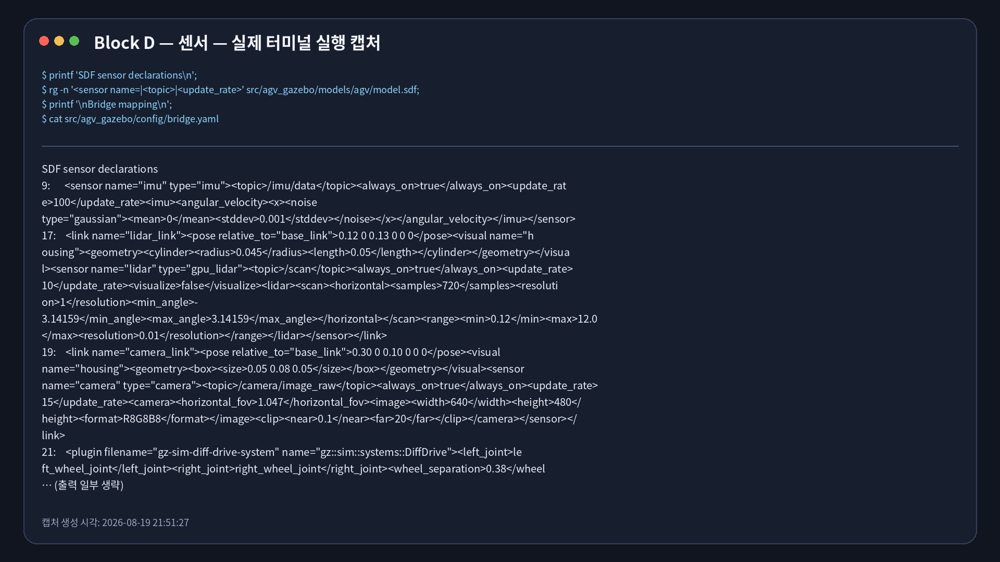 Block D — 센서 — 실제 터미널 실행 캡처
$ printf 'SDF sensor declarations\n';
$ rg -n '<sensor name=|<topic>|<update_rate>' src/agv_gazebo/models/agv/model.sdf;
$ printf '\nBridge mapping\n';
$ cat src/agv_gazebo/config/bridge.yaml
SDF sensor declarations
9:     <sensor name="imu" type="imu"><topic>/imu/data</topic><always_on>true</always_on><update_rat
e>100</update_rate><imu><angular_velocity><x><noise
type="gaussian"><mean>0</mean><stddev>0.001</stddev></noise></x></angular_velocity></imu></sensor>
17:    <link name="lidar_link"><pose relative_to="base_link">0.12 0 0.13 0 0 0</pose><visual name="h
ousing"><geometry><cylinder><radius>0.045</radius><length>0.05</length></cylinder></geometry></visua
l><sensor name="lidar" type="gpu_lidar"><topic>/scan</topic><always_on>true</always_on><update_rate>
10</update_rate><visualize>false</visualize><lidar><scan><horizontal><samples>720</samples><resoluti
on>1</resolution><min_angle>-
3.14159</min_angle><max_angle>3.14159</max_angle></horizontal></scan><range><min>0.12</min><max>12.0
</max><resolution>0.01</resolution></range></lidar></sensor></link>
19:    <link name="camera_link"><pose relative_to="base_link">0.30 0 0.10 0 0 0</pose><visual
name="housing"><geometry><box><size>0.05 0.08 0.05</size></box></geometry></visual><sensor
name="camera" type="camera"><topic>/camera/image_raw</topic><always_on>true</always_on><update_rate>
15</update_rate><camera><horizontal_fov>1.047</horizontal_fov><image><width>640</width><height>480</
height><format>R8G8B8</format></image><clip><near>0.1</near><far>20</far></clip></camera></sensor></
link>
21:    <plugin filename="gz-sim-diff-drive-system" name="gz::sim::systems::DiffDrive"><left_joint>le
ft_wheel_joint</left_joint><right_joint>right_wheel_joint</right_joint><wheel_separation>0.38</wheel
… (출력 일부 생략)
캡처 생성 시각: 2026-08-19 21:51:27